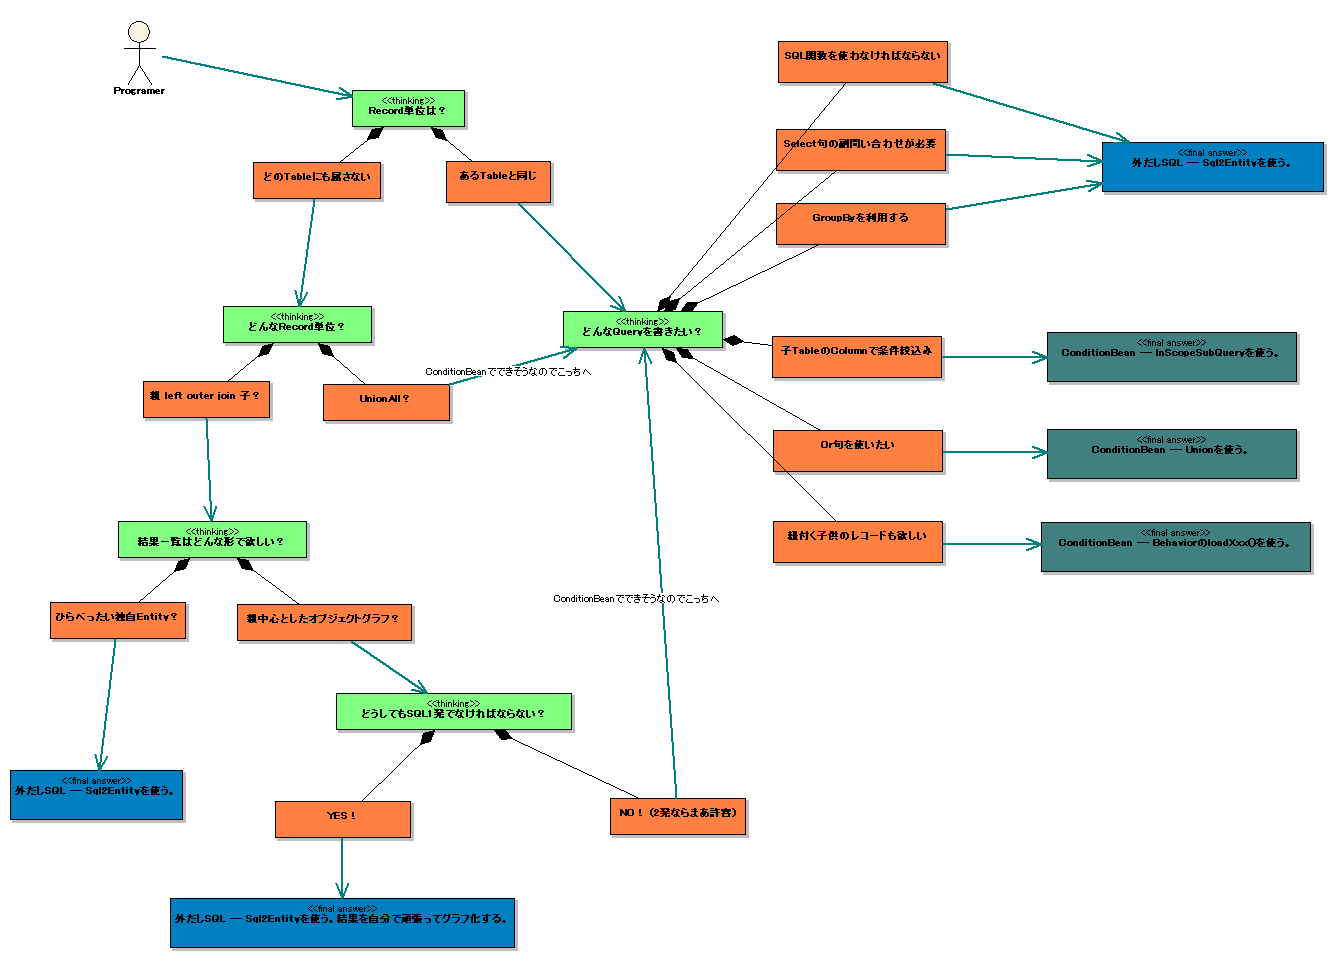 Programer
<<thinking>>
Record単位は？
どのTableにも属さない
あるTableと同じ
SQL関数を使わなければならない
Select句の副問い合わせが必要
GroupByを利用する
<<final answer>>
外だしSQL -- Sql2Entityを使う。
<<thinking>>
どんなRecord単位？
<<thinking>>
どんなQueryを書きたい？
子TableのColumnで条件絞込み
<<final answer>>
ConditionBean -- InScopeSubQueryを使う。
ConditionBeanでできそうなのでこっちへ
親 left outer join 子？
UnionAll？
Or句を使いたい
<<final answer>>
ConditionBean -- Unionを使う。
<<thinking>>
結果一覧はどんな形で欲しい？
紐付く子供のレコードも欲しい
<<final answer>>
ConditionBean -- BehaviorのloadXxx()を使う。
ConditionBeanでできそうなのでこっちへ
ひらべったい独自Entity？
親中心としたオブジェクトグラフ？
<<thinking>>
どうしてもSQL1発でなければならない？
<<final answer>>
外だしSQL -- Sql2Entityを使う。
YES！
NO！（2発ならまあ許容）
<<final answer>>
外だしSQL -- Sql2Entityを使う。結果を自分で頑張ってグラフ化する。